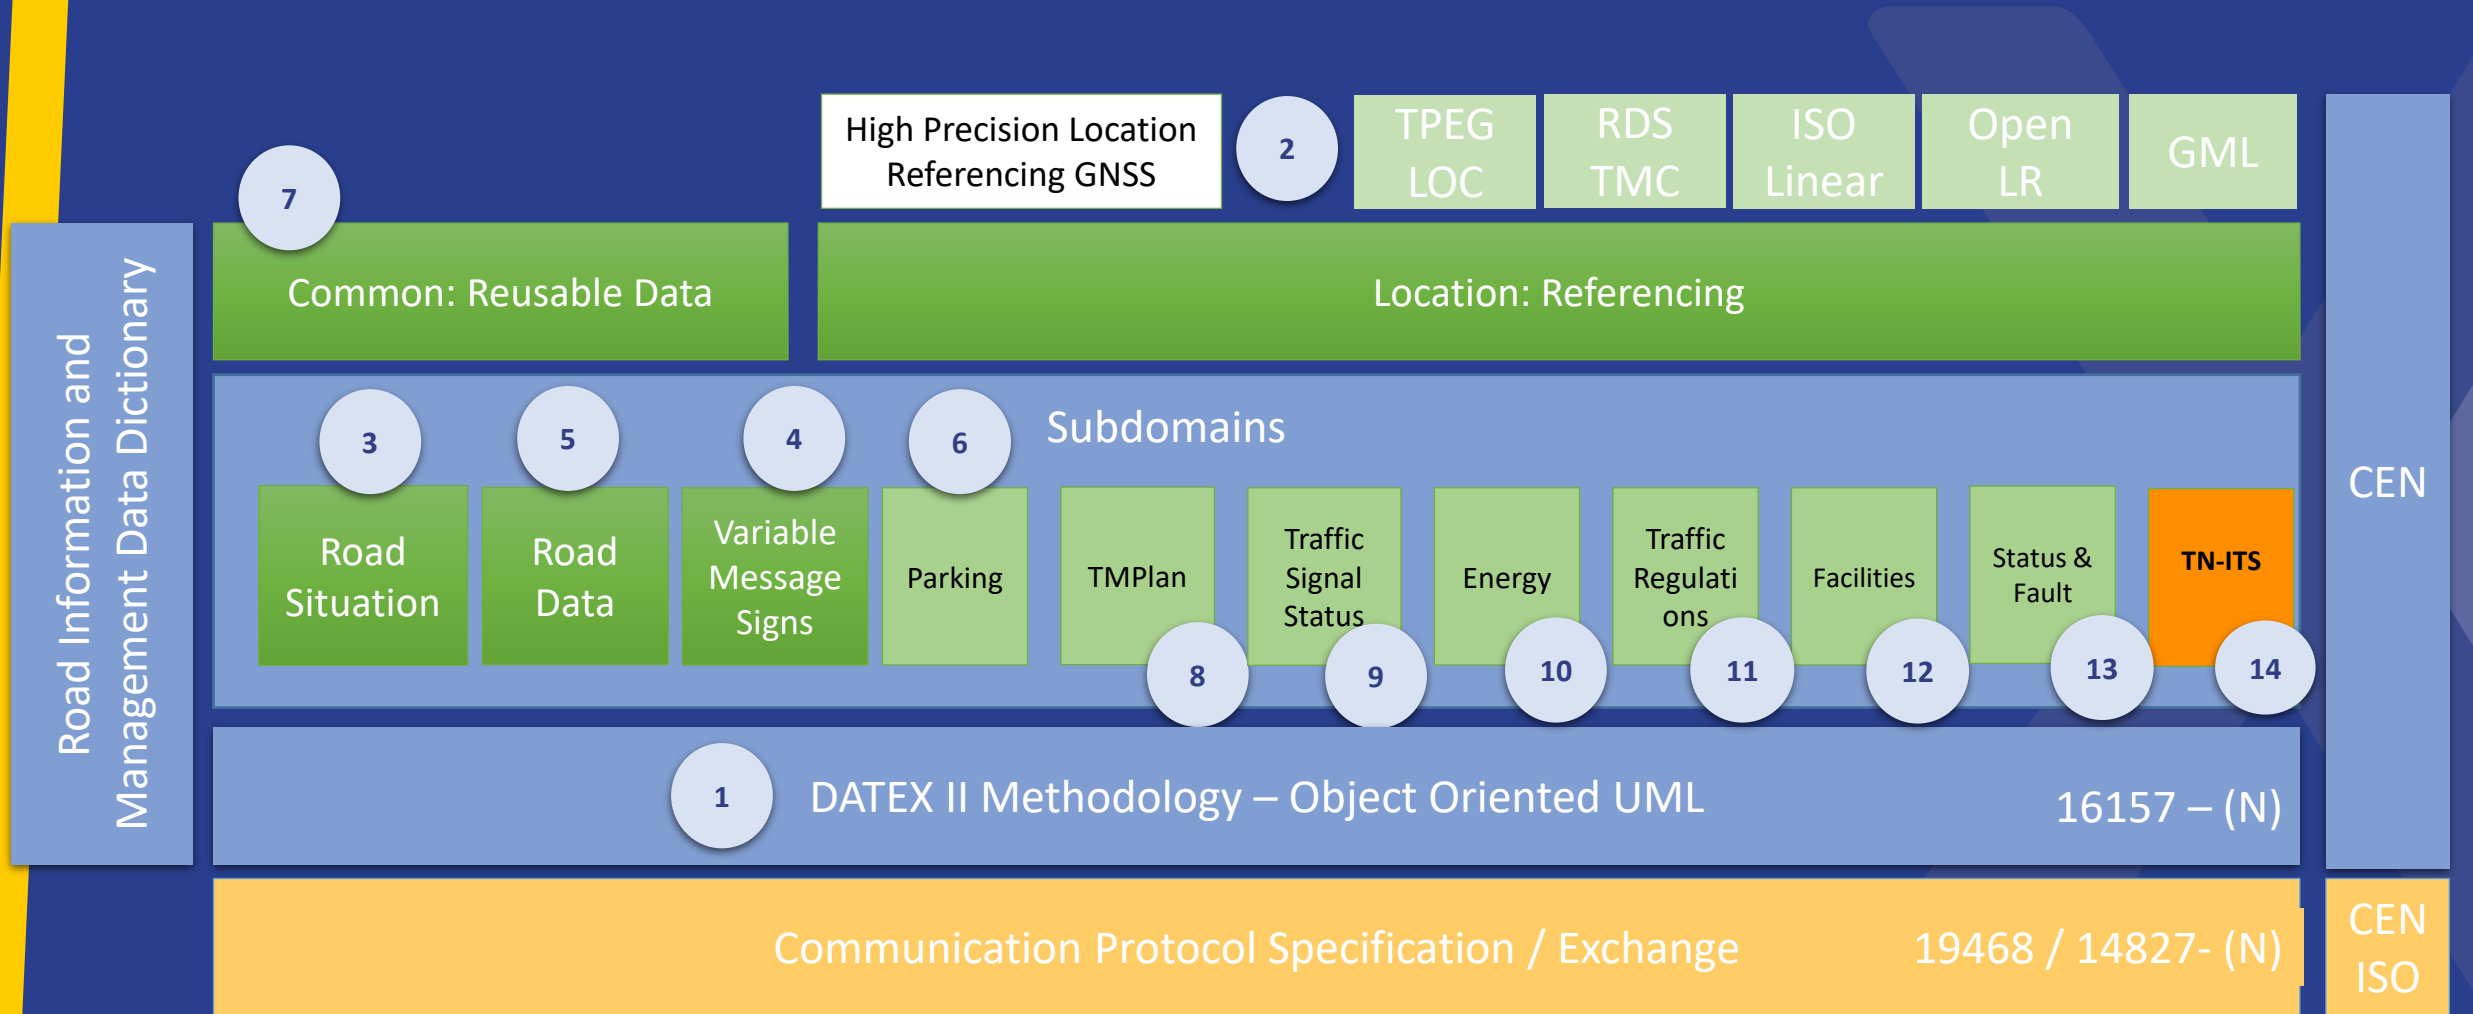 High Precision Location
Referencing GNSS
2
TPEG
LOC
RDS
TMC
ISO
Linear
Open
LR
GML
7
Common: Reusable Data
Location: Referencing
Road Information and
Management Data Dictionary
CEN
Subdomains
3
5
4
6
Road
Situation
Road
Data
Variable
Message
Signs
Parking
TMPlan
Traffic
Signal
Status
Energy
Traffic
Regulati
ons
Facilities
Status &
Fault
TN-ITS
8
9
10
11
12
13
14
1
DATEX II Methodology – Object Oriented UML
16157 – (N)
Communication Protocol Specification / Exchange
19468 / 14827- (N)
CEN
ISO